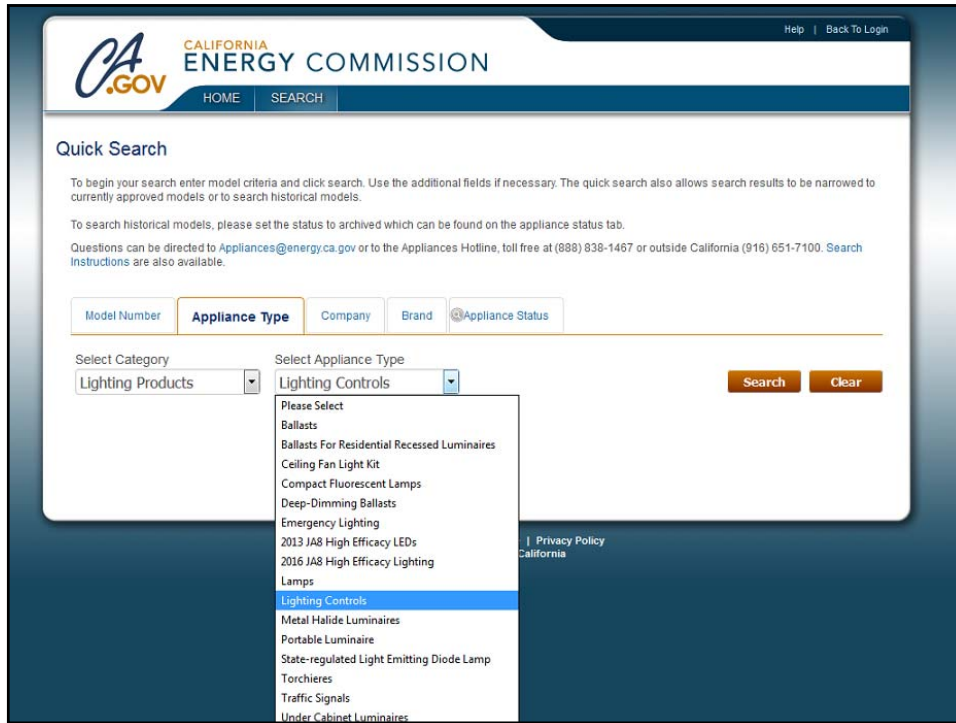 Help | Back To Login
CA
.GOV
CALIFORNIA
ENERGY COMMISSION
HOME SEARCH
Quick Search
To begin your search enter model criteria and click search. Use the additional fields if necessary. The quick search also allows search results to be narrowed to
currently approved models or to search historical models.
To search historical models, please set the status to archived which can be found on the appliance status tab.
Questions can be directed to Appliances@energy.ca.gov or to the Appliances Hotline, toll free at (888) 838-1467 or outside California (916) 651-7100. Search
Instructions are also available.
Model Number Appliance Type Company Brand Appliance Status
Select Category Select Appliance Type
Lighting Products Lighting Controls Search Clear
Please Select
Ballasts
Ballasts For Residential Recessed Luminaires
Ceiling Fan Light Kit
Compact Fluorescent Lamps
Deep-Dimming Ballasts
Emergency Lighting
2013 JA8 High Efficacy LEDs | Privacy Policy
2016 JA8 High Efficacy Lighting California
Lamps
Lighting Controls
Metal Halide Luminaires
Portable Luminaire
State-regulated Light Emitting Diode Lamp
Torchieres
Traffic Signals
Under Cabinet Luminaires